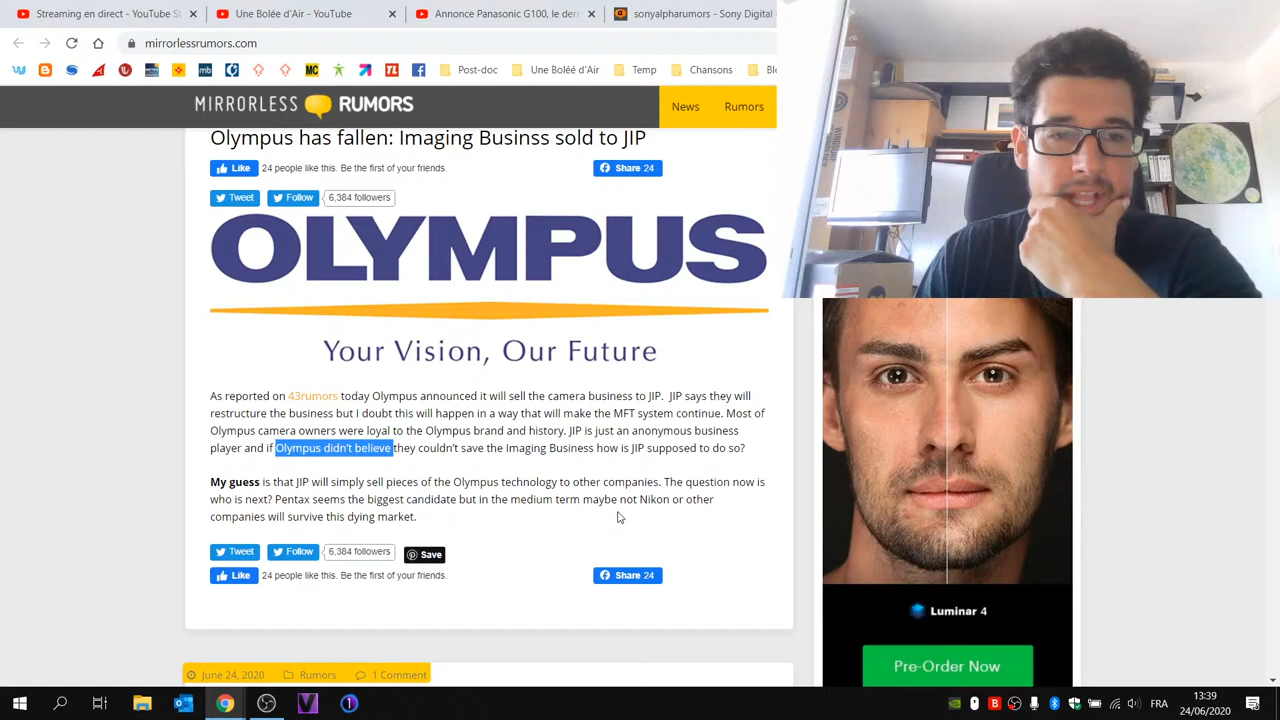 Streaming en direct - YouTube St
Une Bolée d'Air - YouTube
Annonce Panasonic G100, le der
sonyalpharumors - Sony Digital
mirrorlessrumors.com
Post-doc
Une Boléé d'Air
Temp
Chansons
Blo
MIRRORLESS RUMORS
News
Rumors
Olympus has fallen: Imaging Businss sold to JIP
Like 24 people like this. Be the first of your friends.
Share 24
Tweet Follow 6,384 followers
OLYMPUS
Your Vision, Our Future
As reported on 43rumors today Olympus announced it will sell the camera business to JIP. JIP says they will
restructure the business but I doubt this will happen in a way that will make the MFT system continue. Most of
Olympus camera owners were loyal to the Olympus brand and history. JIP is just an anonymous business
player and if Olympus didn't believe they couldn't save the Imaging Business how is JIP supposed to do so?
My guess is that JIP will simply sell pieces of the Olympus technology to other companies. The question now is
who is next? Pentax seems the biggest candidate but in the medium term maybe not Nikon or other
companies will survive this dying market.
Tweet Follow 6,384 followers Save
Like 24 people like this. Be the first of your friends.
Share 24
June 24, 2020 Rumors 1 Comment
Luminar 4
Pre-Order Now
FRA
13:39
24/06/2020